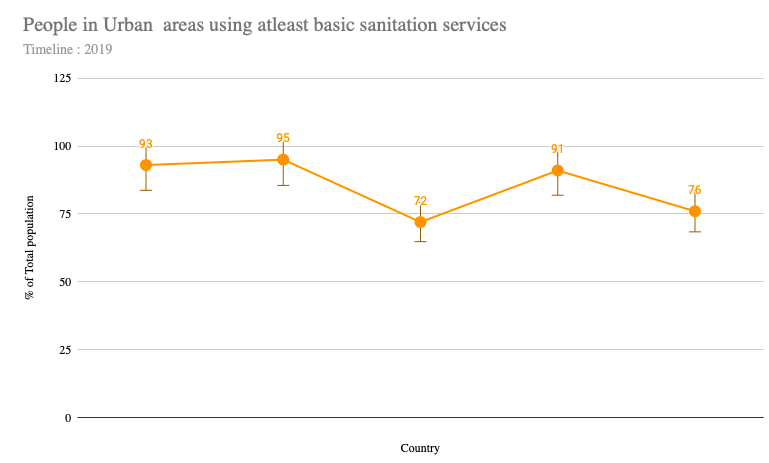 People in Urban  areas using atleast basic sanitation services
Timeline : 2019
125
100
75
50
25
0
% of Total population
93
95
72
91
76
Country